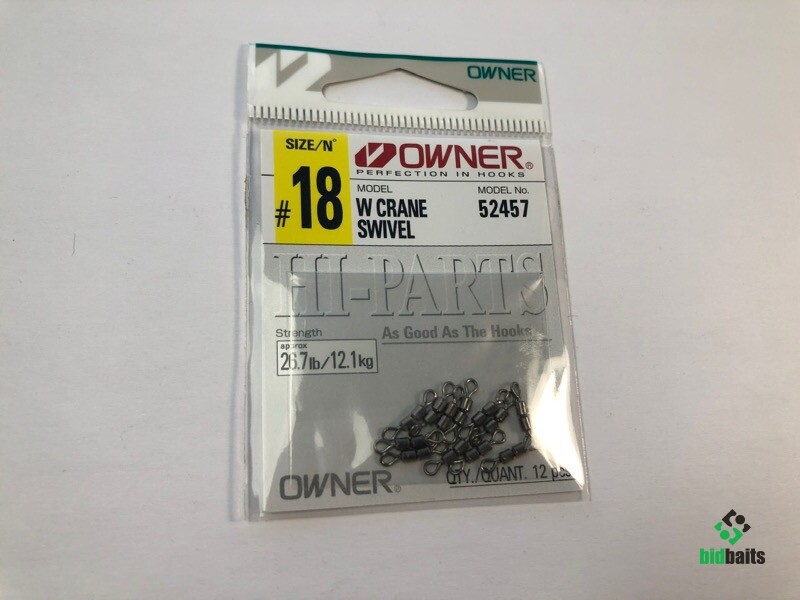 OWNER
SIZE/N°
#18
OWNER®
PERFECTION IN HOOKS
MODEL
W CRANE
SWIVEL
MODEL No.
52457
HI-PARTS
As Good As The Hooks
Strength
approx
26.7lb/12.1kg
OWNER®
QTY./QUANT. 12 pcs
bidbaits